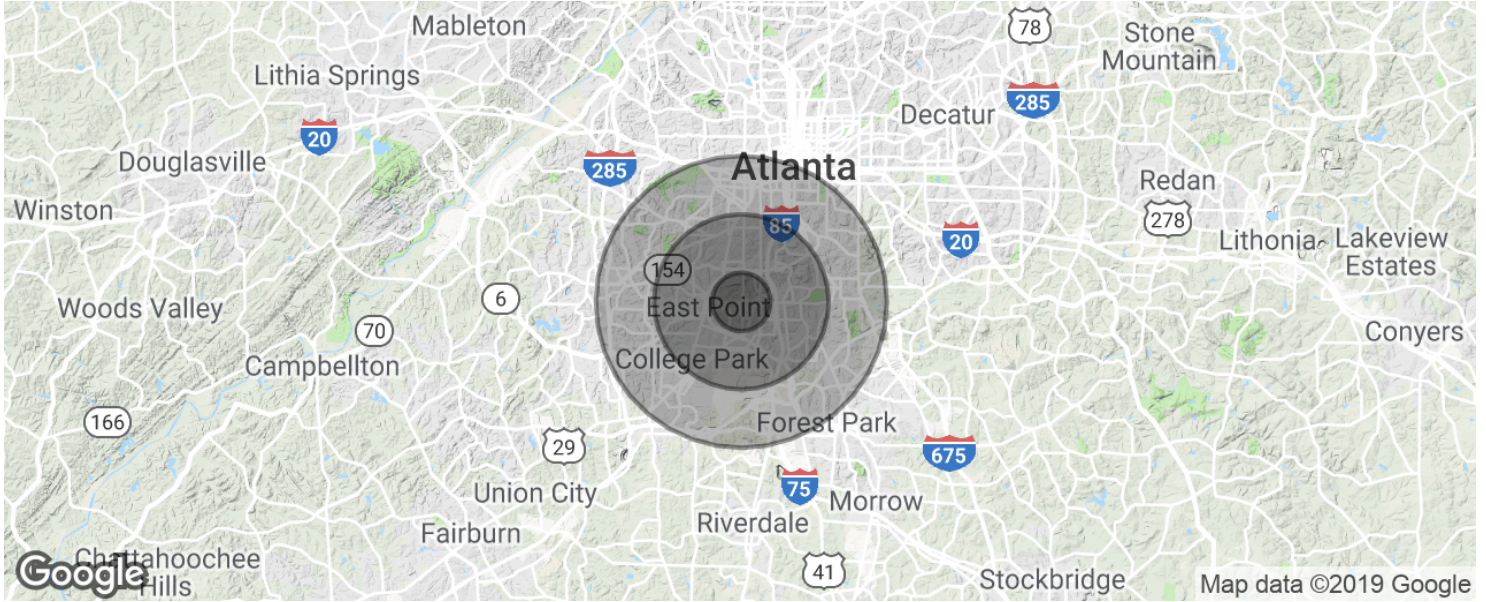 Mableton
78
Stone
Mountain
Lithia Springs
285
Decatur
20
Douglasville
285
Atlanta
Redan
Winston
278
85
20
Lithonia
Lakeview
Estates
154
6
East Point
Woods Valley
70
Conyers
College Park
Campbellton
166
Forest Park
29
675
Union City
75
Morrow
Riverdale
Fairburn
Chattahoochee
Hills
Google
41
Stockbridge
Map data ©2019 Google